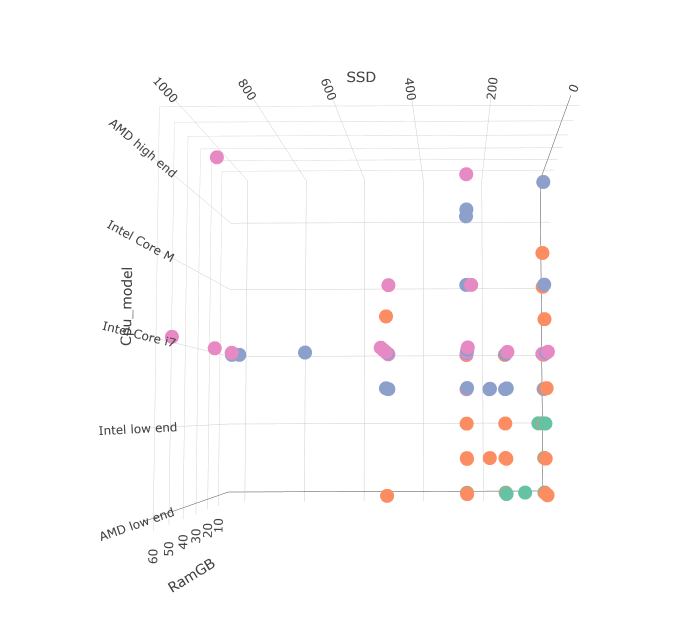 SSD
1000
800
600
400
200
0
AMD high end
Intel Core M
Cpu_model
Intel Core i7
Intel low end
AMD low end
60
50
40
30
20
10
RamGB